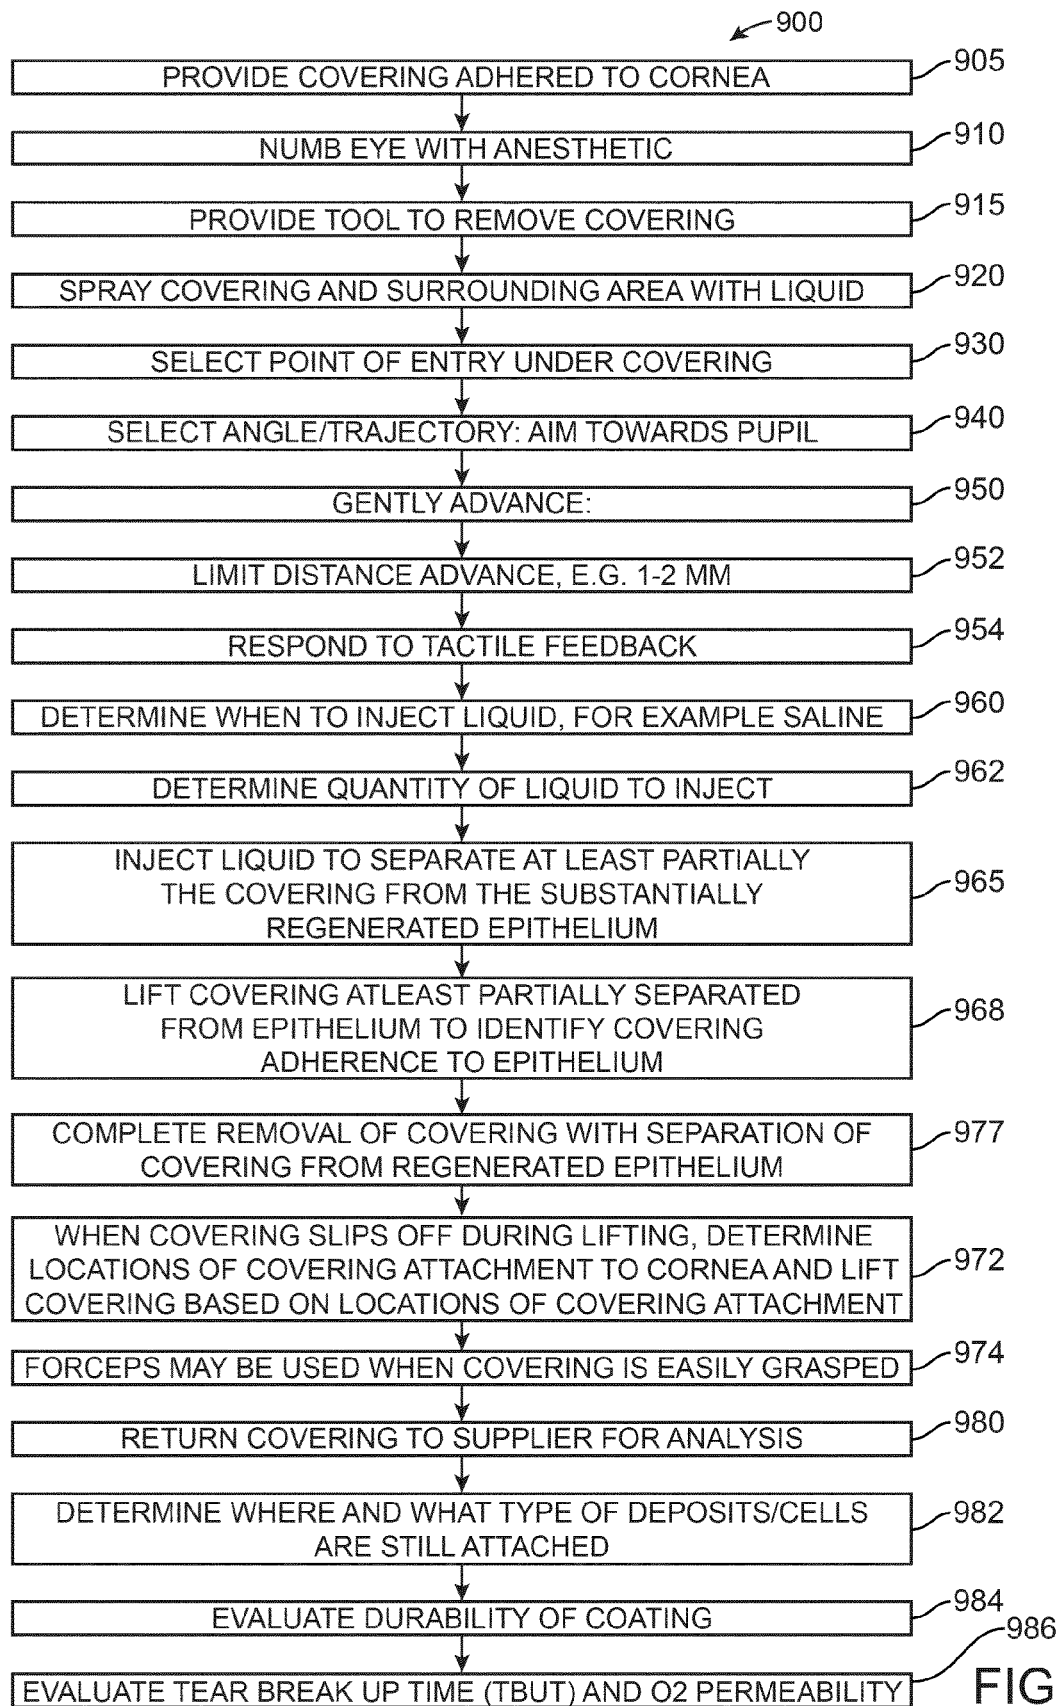 900
PROVIDE COVERING ADHERED TO CORNEA
905
NUMB EYE WITH ANESTHETIC
910
PROVIDE TOOL TO REMOVE COVERING
915
SPRAY COVERING AND SURROUNDING AREA WITH LIQUID
920
SELECT POINT OF ENTRY UNDER COVERING
930
SELECT ANGLE/TRAJECTORY: AIM TOWARDS PUPIL
940
GENTLY ADVANCE:
950
LIMIT DISTANCE ADVANCE, E.G. 1-2 MM
952
RESPOND TO TACTILE FEEDBACK
954
DETERMINE WHEN TO INJECT LIQUID, FOR EXAMPLE SALINE
960
DETERMINE QUANTITY OF LIQUID TO INJECT
962
INJECT LIQUID TO SEPARATE AT LEAST PARTIALLY
THE COVERING FROM THE SUBSTANTIALLY
REGENERATED EPITHELIUM
965
LIFT COVERING ATLEAST PARTIALLY SEPARATED
FROM EPITHELIUM TO IDENTIFY COVERING
ADHERENCE TO EPITHELIUM
968
COMPLETE REMOVAL OF COVERING WITH SEPARATION OF
COVERING FROM REGENERATED EPITHELIUM
977
WHEN COVERING SLIPS OFF DURING LIFTING, DETERMINE
LOCATIONS OF COVERING ATTACHMENT TO CORNEA AND LIFT
COVERING BASED ON LOCATIONS OF COVERING ATTACHMENT
972
FORCEPS MAY BE USED WHEN COVERING IS EASILY GRASPED
974
RETURN COVERING TO SUPPLIER FOR ANALYSIS
980
DETERMINE WHERE AND WHAT TYPE OF DEPOSITS/CELLS
ARE STILL ATTACHED
982
EVALUATE DURABILITY OF COATING
984
EVALUATE TEAR BREAK UP TIME (TBUT) AND O2 PERMEABILITY
986
FIG